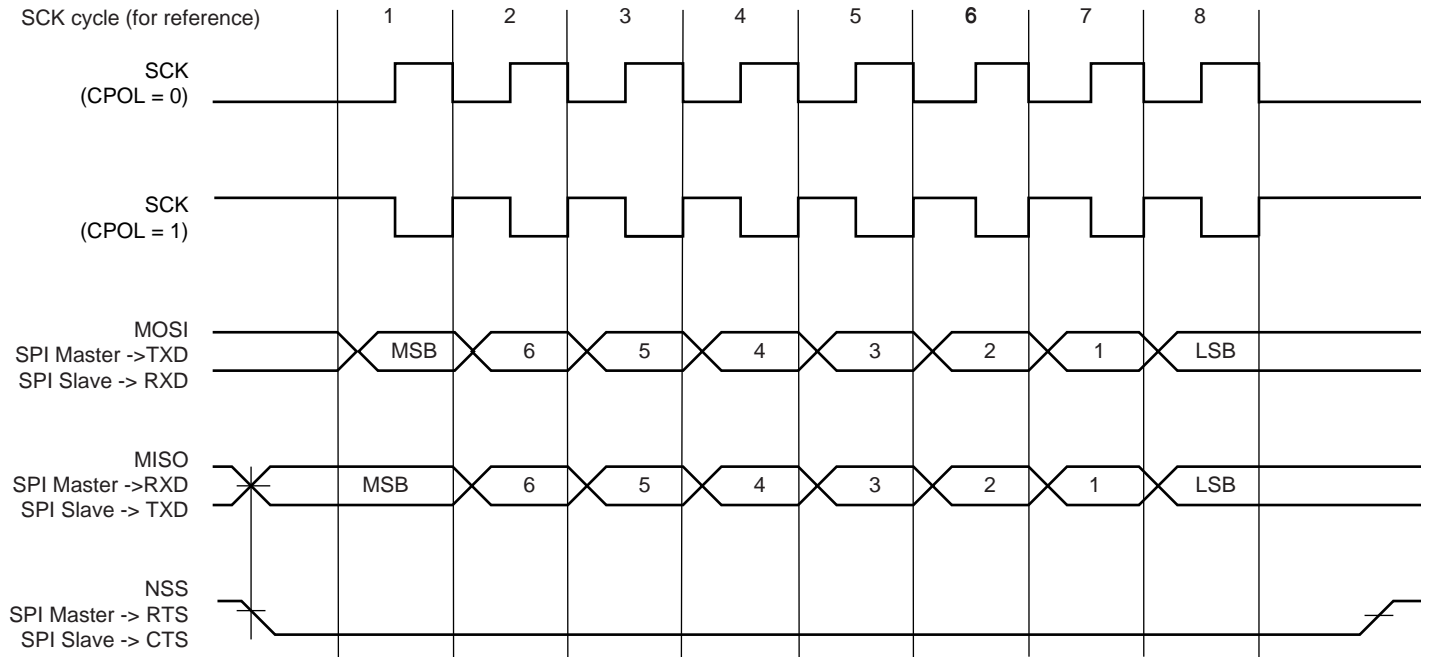 SCK cycle (for reference) 1 2 3 4 5 6 7 8
SCK
(CPOL = 0)
SCK
(CPOL = 1)
MOSI
SPI Master ->TXD
SPI Slave -> RXD
MSB 6 5 4 3 2 1 LSB
MISO
SPI Master ->RXD
SPI Slave -> TXD
MSB 6 5 4 3 2 1 LSB
NSS
SPI Master -> RTS
SPI Slave -> CTS